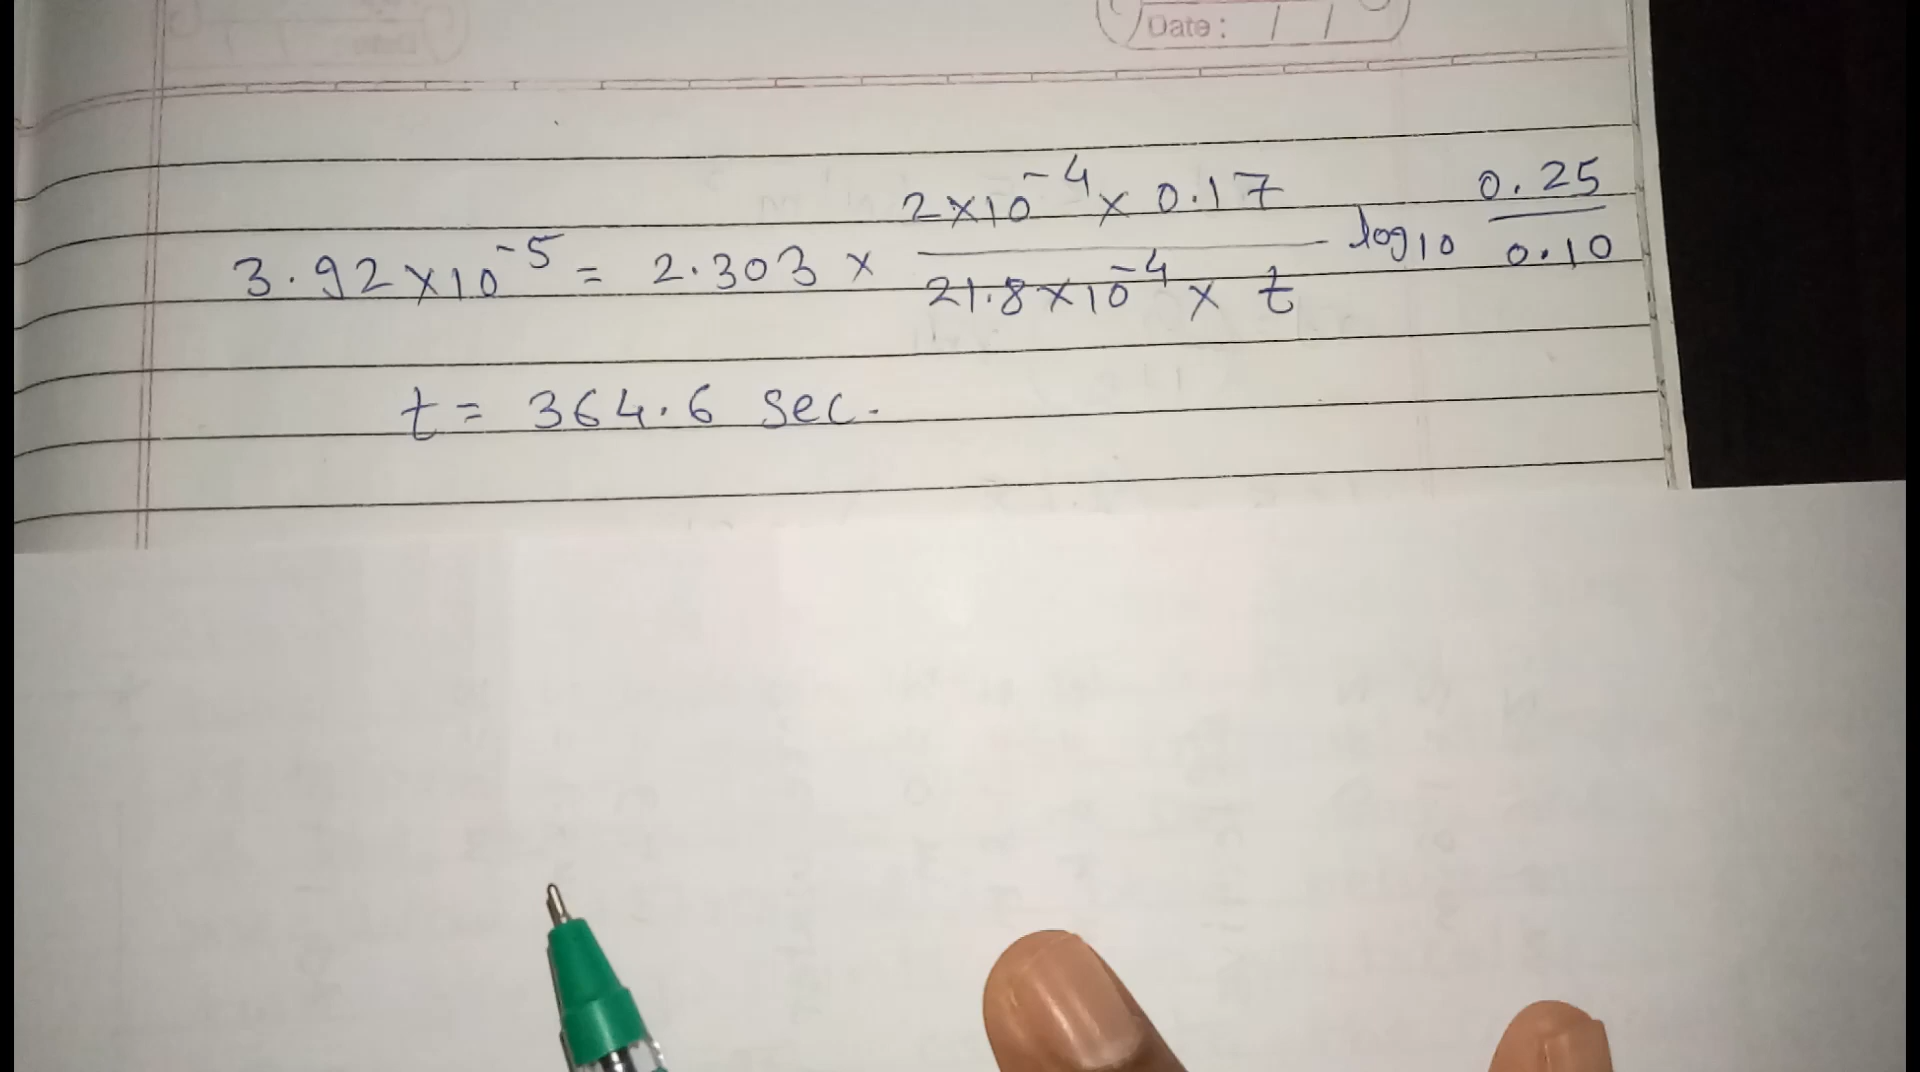 Date : / /
3.92×10⁻⁵ = 2.303 × (2×10⁻⁴ × 0.17)/(21.8×10⁻⁴ × t) log₁₀ 0.25/0.10
t = 364.6 sec.